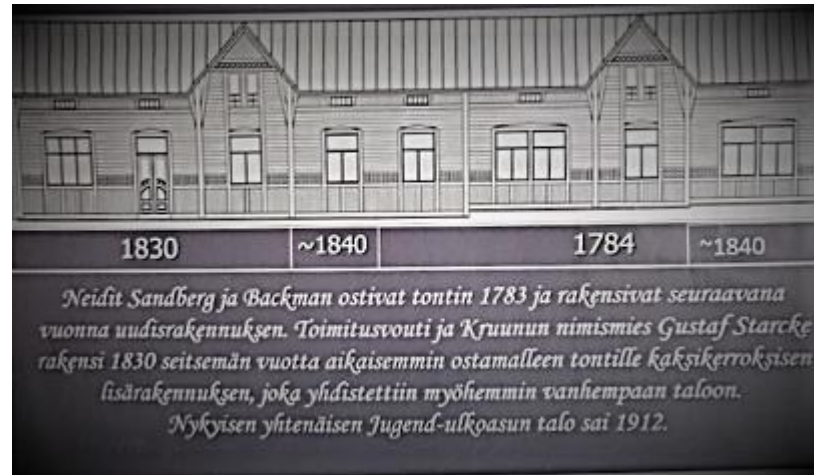 1830 ~1840 1784 ~1840
Neidit Sandberg ja Backman ostivat tontin 1783 ja rakensivat seuraavana
vuonna uudisrakennuksen. Toimitusvouti ja Kruunun nimismies Gustaf Starcke
rakensi 1830 seitsemän vuotta aikaisemmin ostamalleen tontille kaksikerroksisen
lisärakennuksen, joka yhdistettiin myöhemmin vanhempaan taloon.
Nykyisen yhtenäisen Jugend-ulkoasun talo sai 1912.